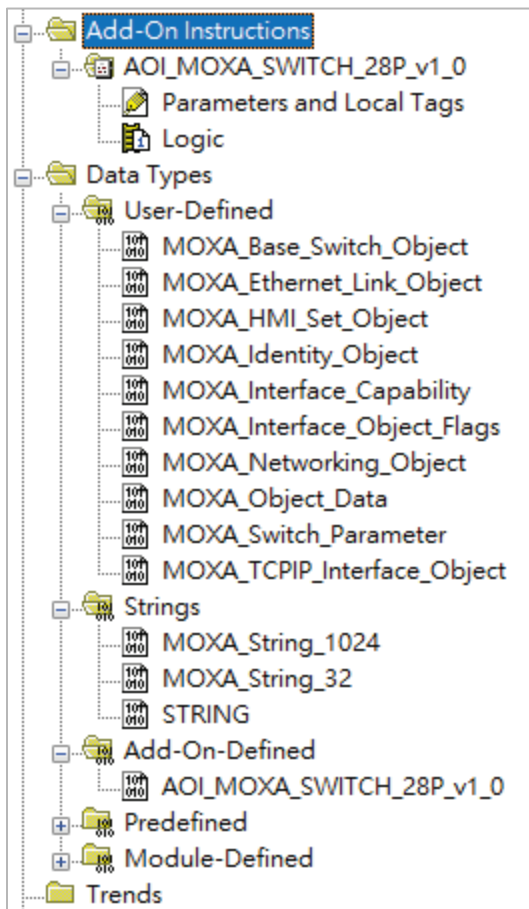 Add-On Instructions
AOI_MOXA_SWITCH_28P_v1_0
Parameters and Local Tags
Logic
Data Types
User-Defined
MOXA_Base_Switch_Object
MOXA_Ethernet_Link_Object
MOXA_HMI_Set_Object
MOXA_Identity_Object
MOXA_Interface_Capability
MOXA_Interface_Object_Flags
MOXA_Networking_Object
MOXA_Object_Data
MOXA_Switch_Parameter
MOXA_TCPIP_Interface_Object
Strings
MOXA_String_1024
MOXA_String_32
STRING
Add-On-Defined
AOI_MOXA_SWITCH_28P_v1_0
Predefined
Module-Defined
Trends